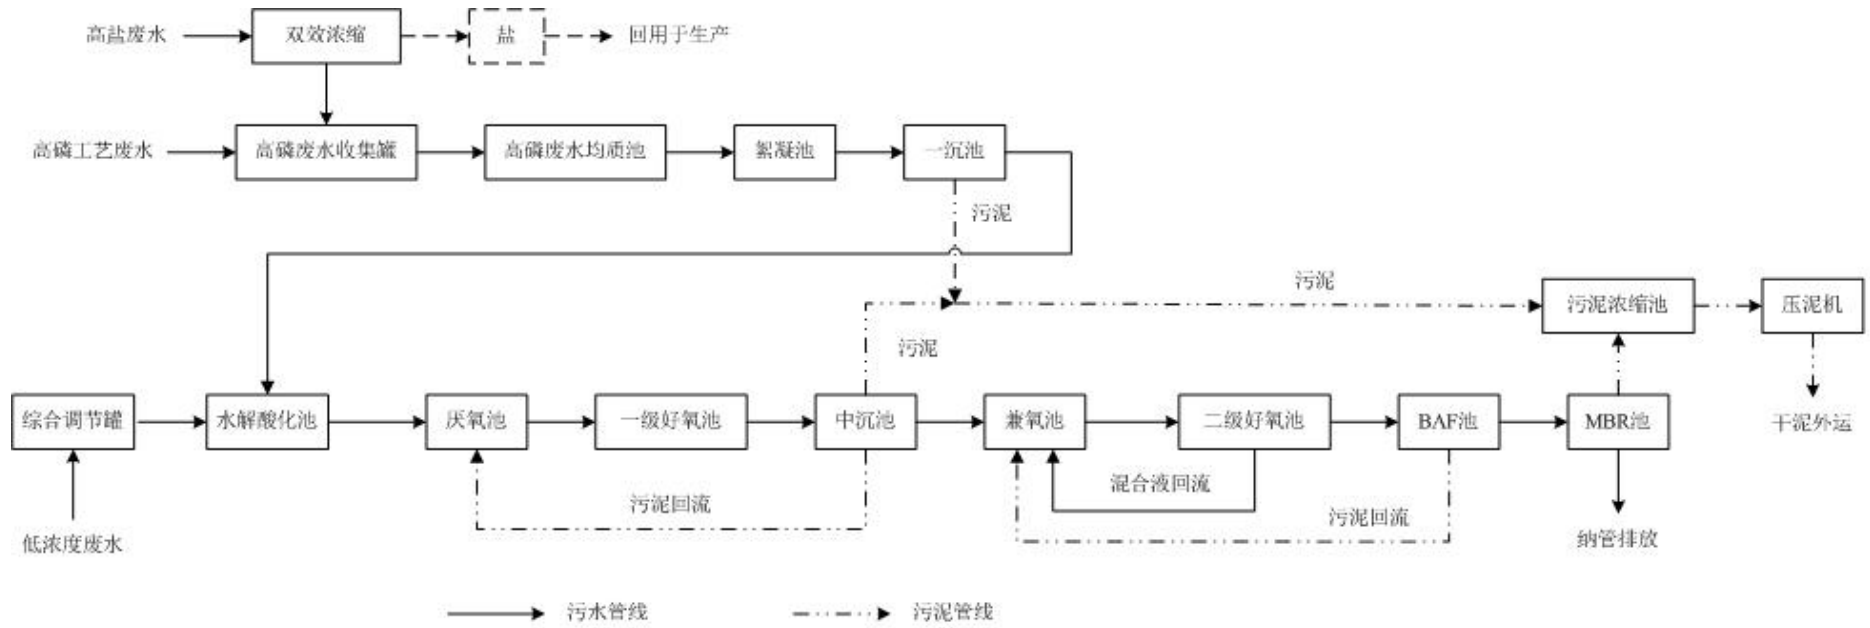 高盐废水
双效浓缩
盐
回用于生产
高磷工艺废水
高磷废水收集罐
高磷废水均质池
絮凝池
一沉池
污泥
污泥
污泥浓缩池
压泥机
污泥
综合调节罐
水解酸化池
厌氧池
一级好氧池
中沉池
兼氧池
二级好氧池
BAF池
MBR池
干泥外运
混合液回流
污泥回流
污泥回流
低浓度废水
纳管排放
污水管线
污泥管线